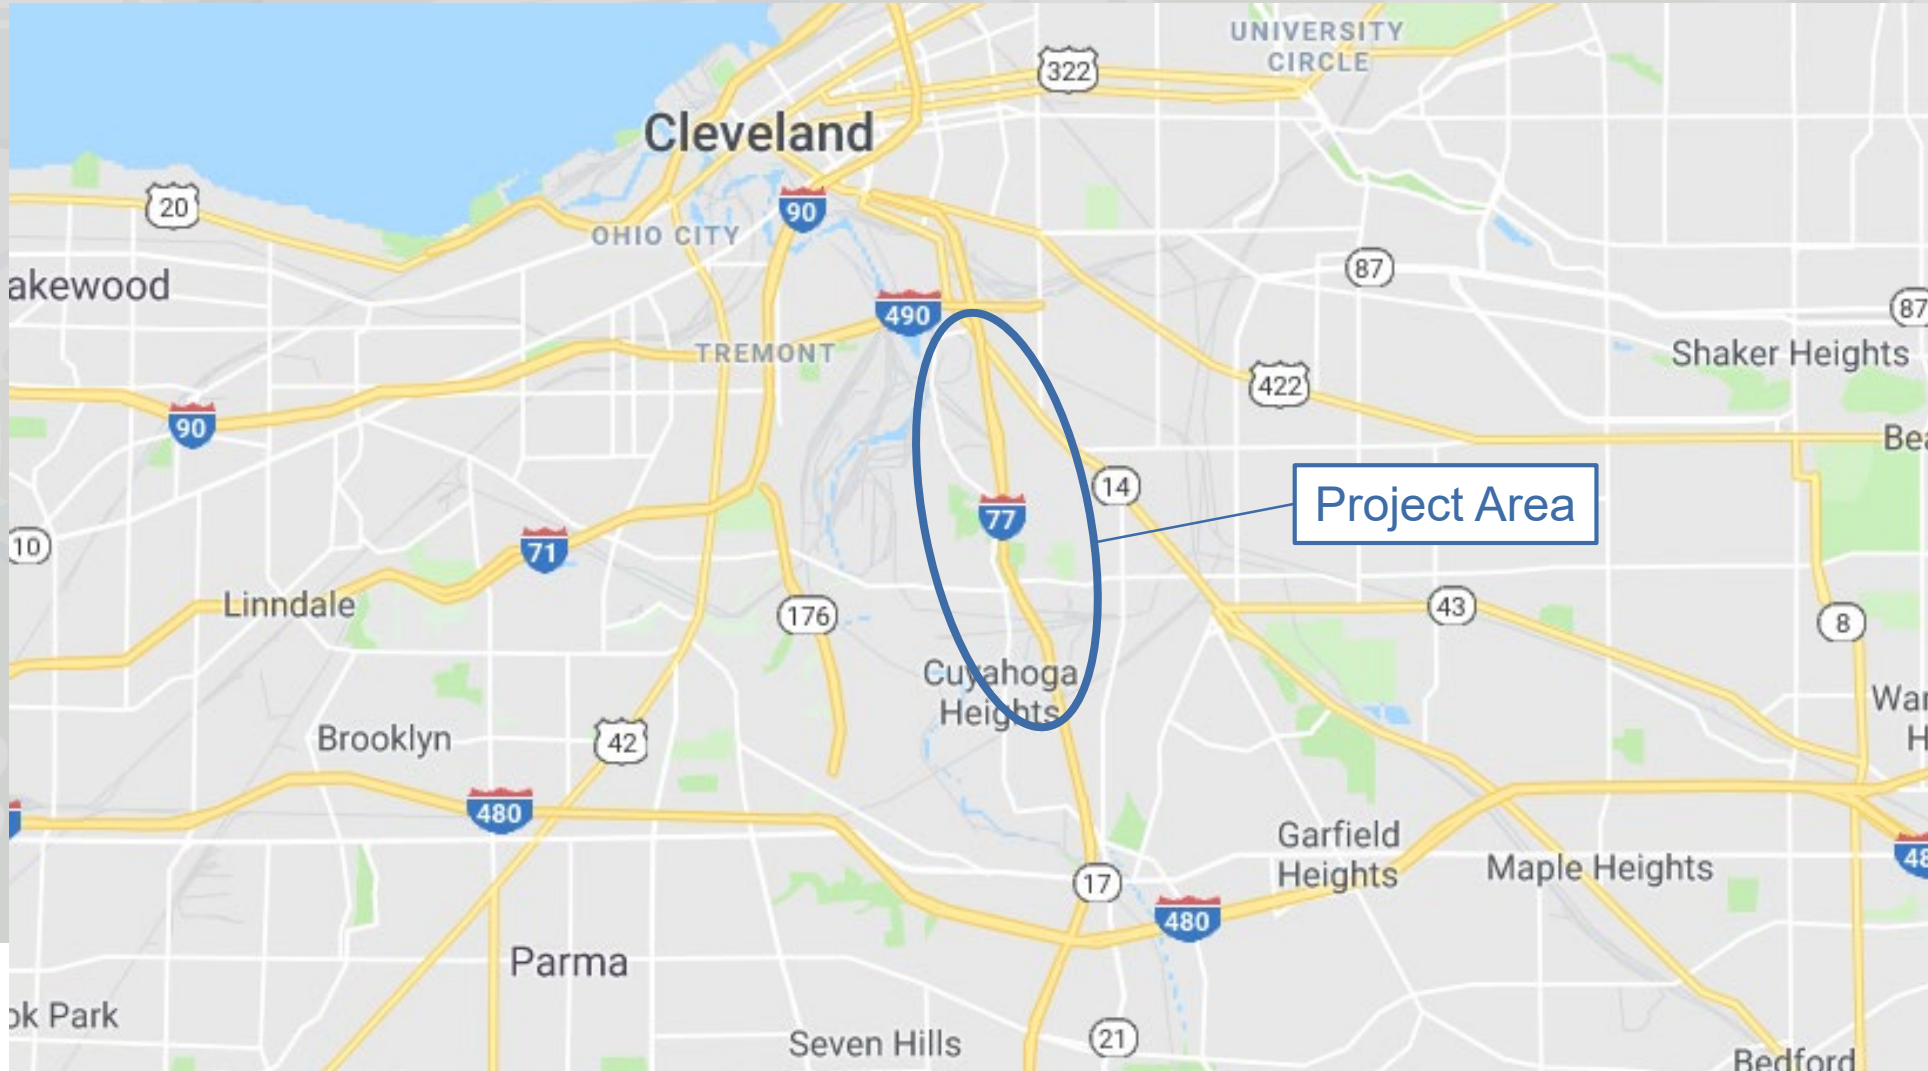 UNIVERSITY
CIRCLE
322
Cleveland
20
90
OHIO CITY
87
akewood
490
87
TREMONT
Shaker Heights
422
90
Bea
14
Project Area
77
10
71
Linndale
176
43
8
Cuyahoga
Heights
War
H
Brooklyn
42
480
Garfield
Heights
48
Maple Heights
17
480
Parma
ok Park
Seven Hills
21
Bedford